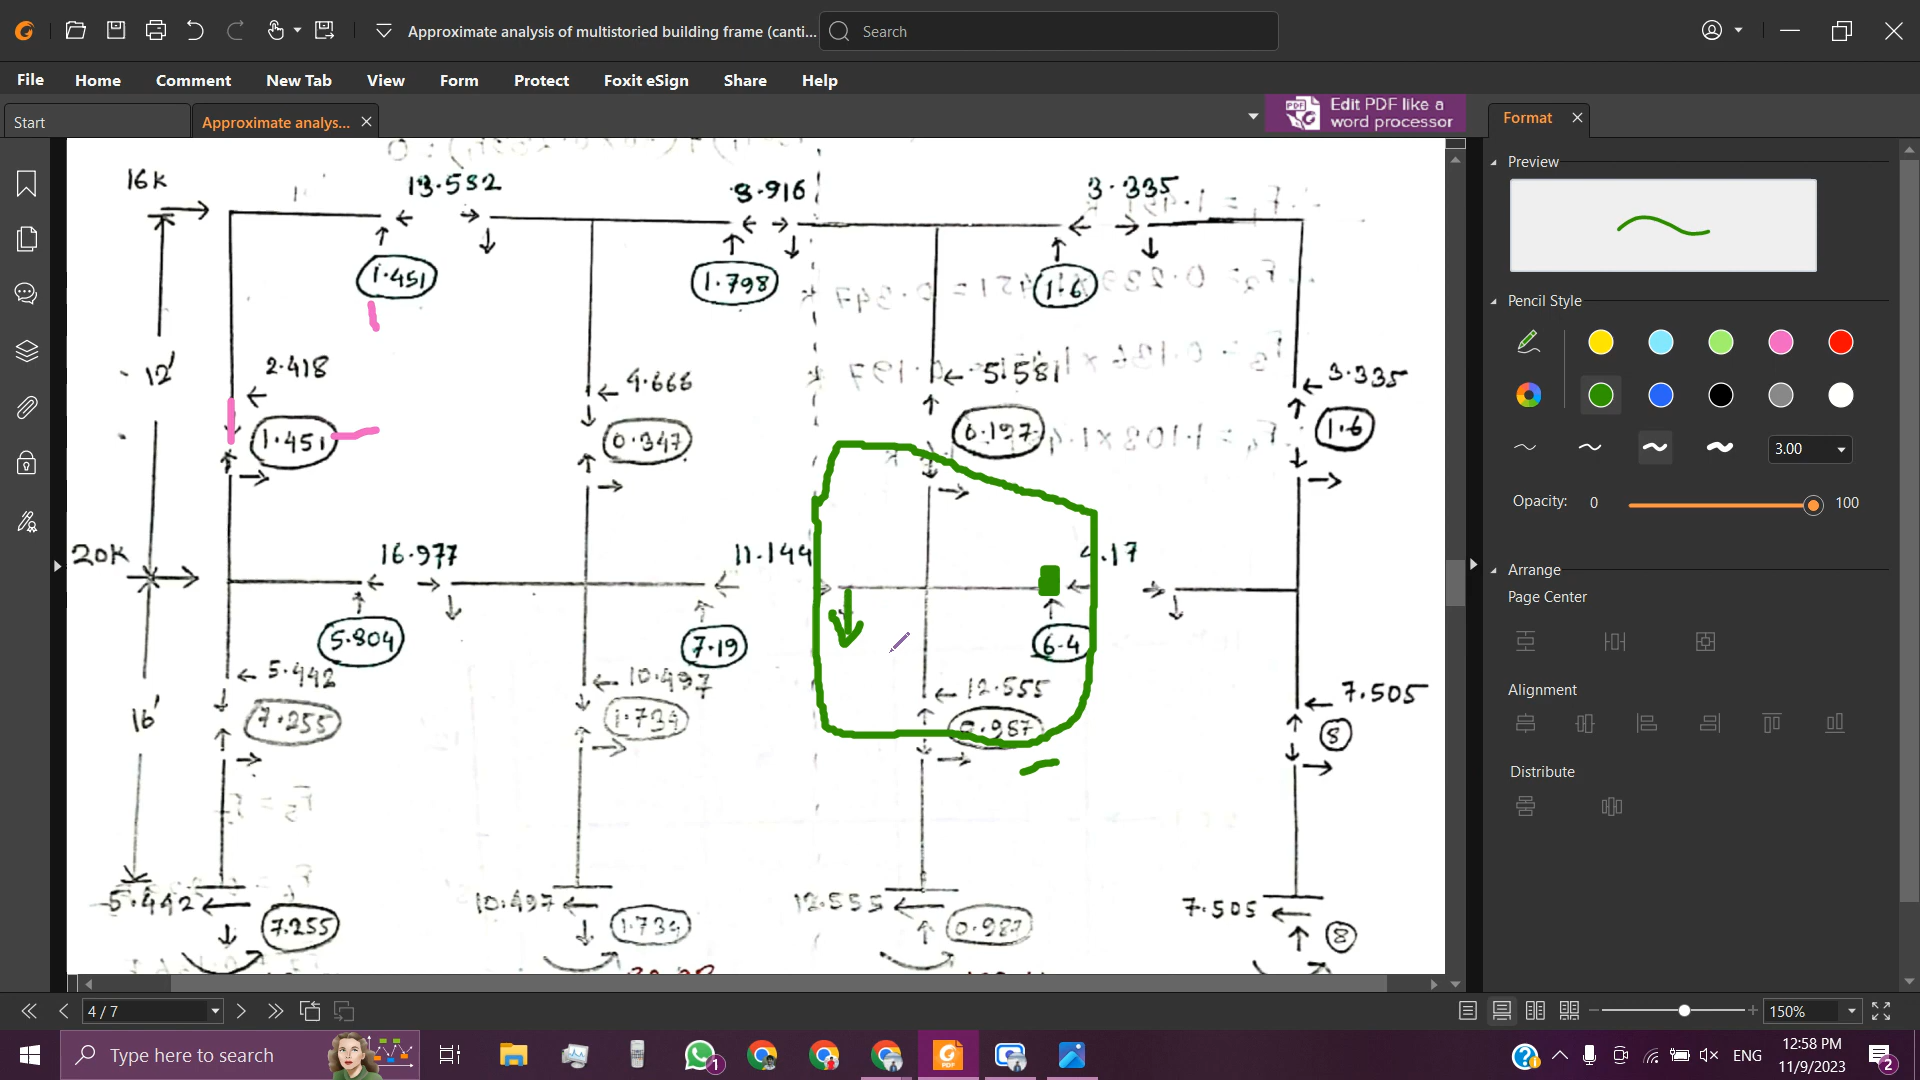 Approximate analysis of multistoried building frame (canti...
Search
File Home Comment New Tab View Form Protect Foxit eSign Share Help
Start
Approximate analys...
Edit PDF like a
word processor
Format
16K
13.532
8.916
3.335
1.451
1.798
1.6
12'
2.418
4.666
5.581
3.335
1.451
0.347
0.197
1.6
20K
16.977
11.144
4.17
5.804
7.19
6.4
16'
5.442
10.497
12.555
7.505
7.255
1.734
0.987
8
5.442
10.497
12.555
7.505
7.255
1.734
0.987
8
Preview
Pencil Style
3.00
Opacity: 0 100
Arrange
Page Center
Alignment
Distribute
4 / 7
150%
Type here to search
1
ENG
12:58 PM
11/9/2023
2